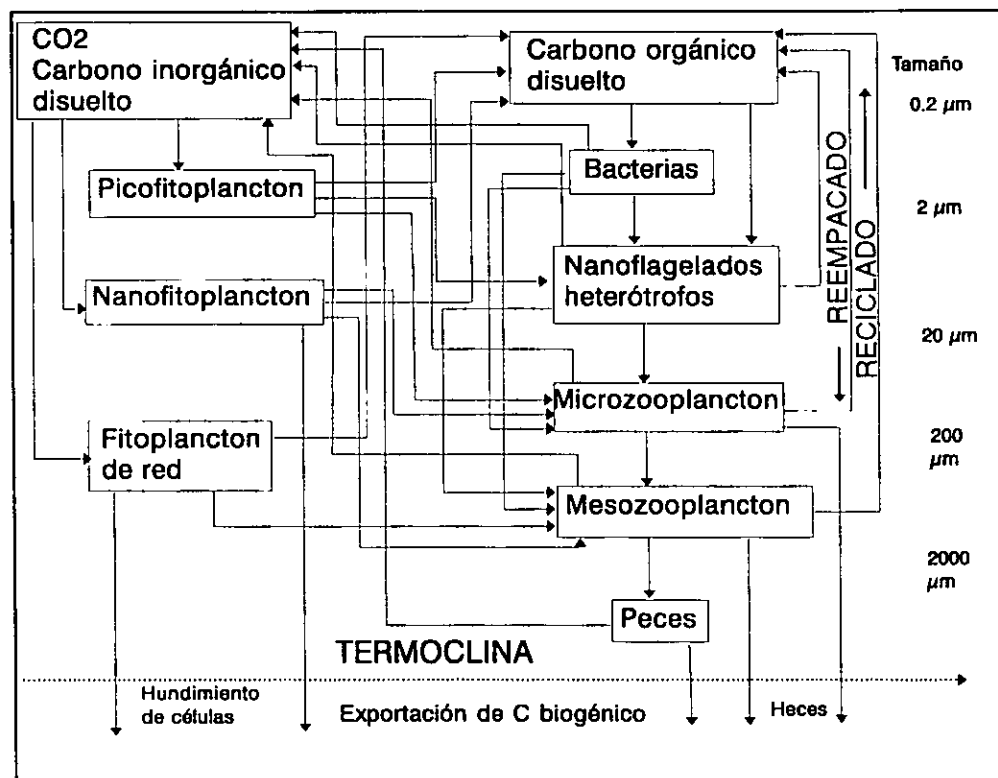 CO2
Carbono inorgánico
disuelto
Carbono orgánico
disuelto
Tamaño
0.2 µm
Bacterias
Picofitoplancton
2 µm
REEMPACADO
RECICLADO
Nanoflagelados
heterótrofos
Nanofitoplancton
20 µm
Microzooplancton
Fitoplancton
de red
200
µm
Mesozooplancton
2000
µm
Peces
TERMOCLINA
Hundimiento
de células
Exportación de C biogénico
Heces